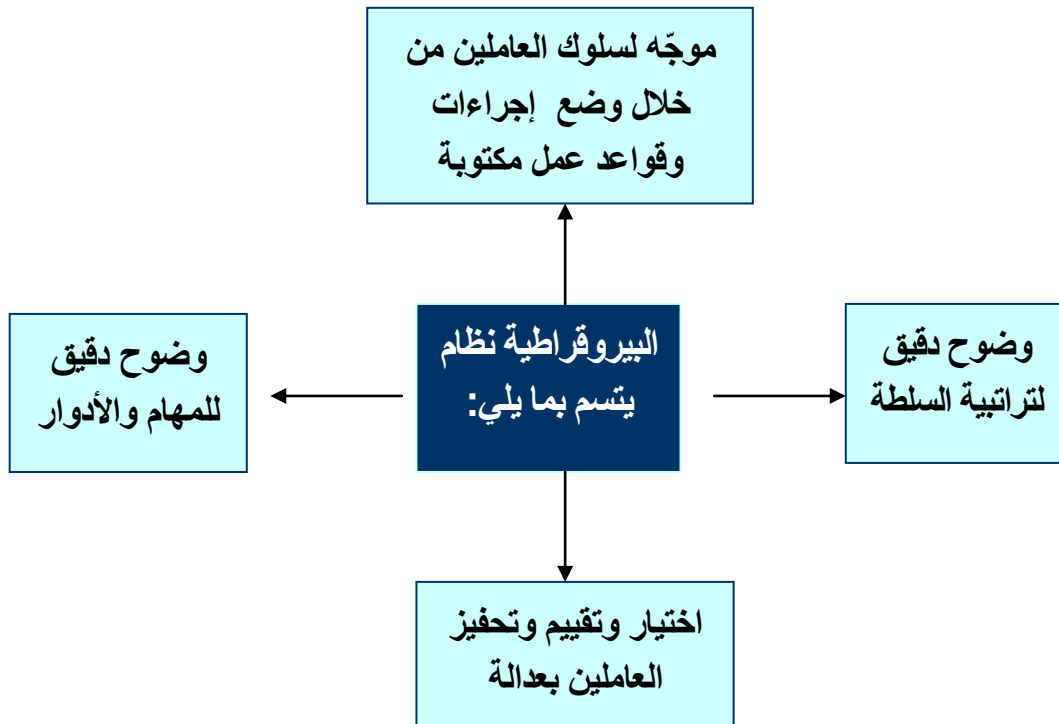 موجّه لسلوك العاملين من
خلال وضع إجراءات
وقواعد عمل مكتوبة
وضوح دقيق
لتراتبية السلطة
البيروقراطية نظام
يتسم بما يلي:
وضوح دقيق
للمهام والأدوار
اختيار وتقييم وتحفيز
العاملين بعدالة